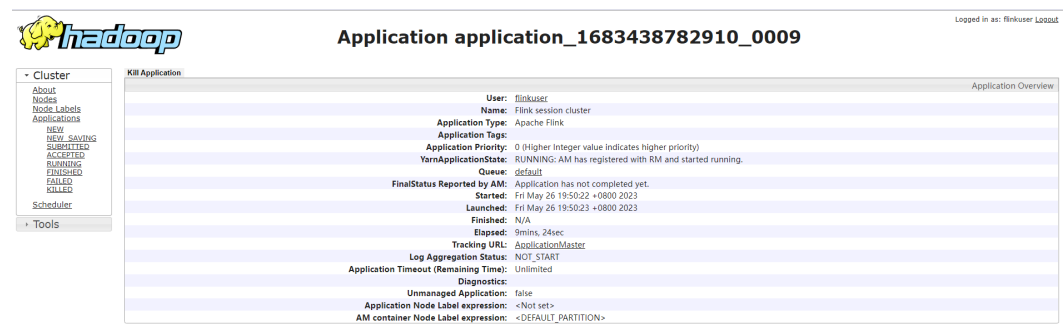 Logged in as: flinkuser Logout
hadoop
Application application_1683438782910_0009
Cluster
About
Nodes
Node Labels
Applications
NEW
NEW_SAVING
SUBMITTED
ACCEPTED
RUNNING
FINISHED
FAILED
KILLED
Scheduler
Tools
Kill Application
Application Overview
User: flinkuser
Name: Flink session cluster
Application Type: Apache Flink
Application Tags:
Application Priority: 0 (Higher Integer value indicates higher priority)
YarnApplicationState: RUNNING: AM has registered with RM and started running.
Queue: default
FinalStatus Reported by AM: Application has not completed yet.
Started: Fri May 26 19:50:22 +0800 2023
Launched: Fri May 26 19:50:23 +0800 2023
Finished: N/A
Elapsed: 9mins, 24sec
Tracking URL: ApplicationMaster
Log Aggregation Status: NOT_START
Application Timeout (Remaining Time): Unlimited
Diagnostics:
Unmanaged Application: false
Application Node Label expression: <Not set>
AM container Node Label expression: <DEFAULT_PARTITION>